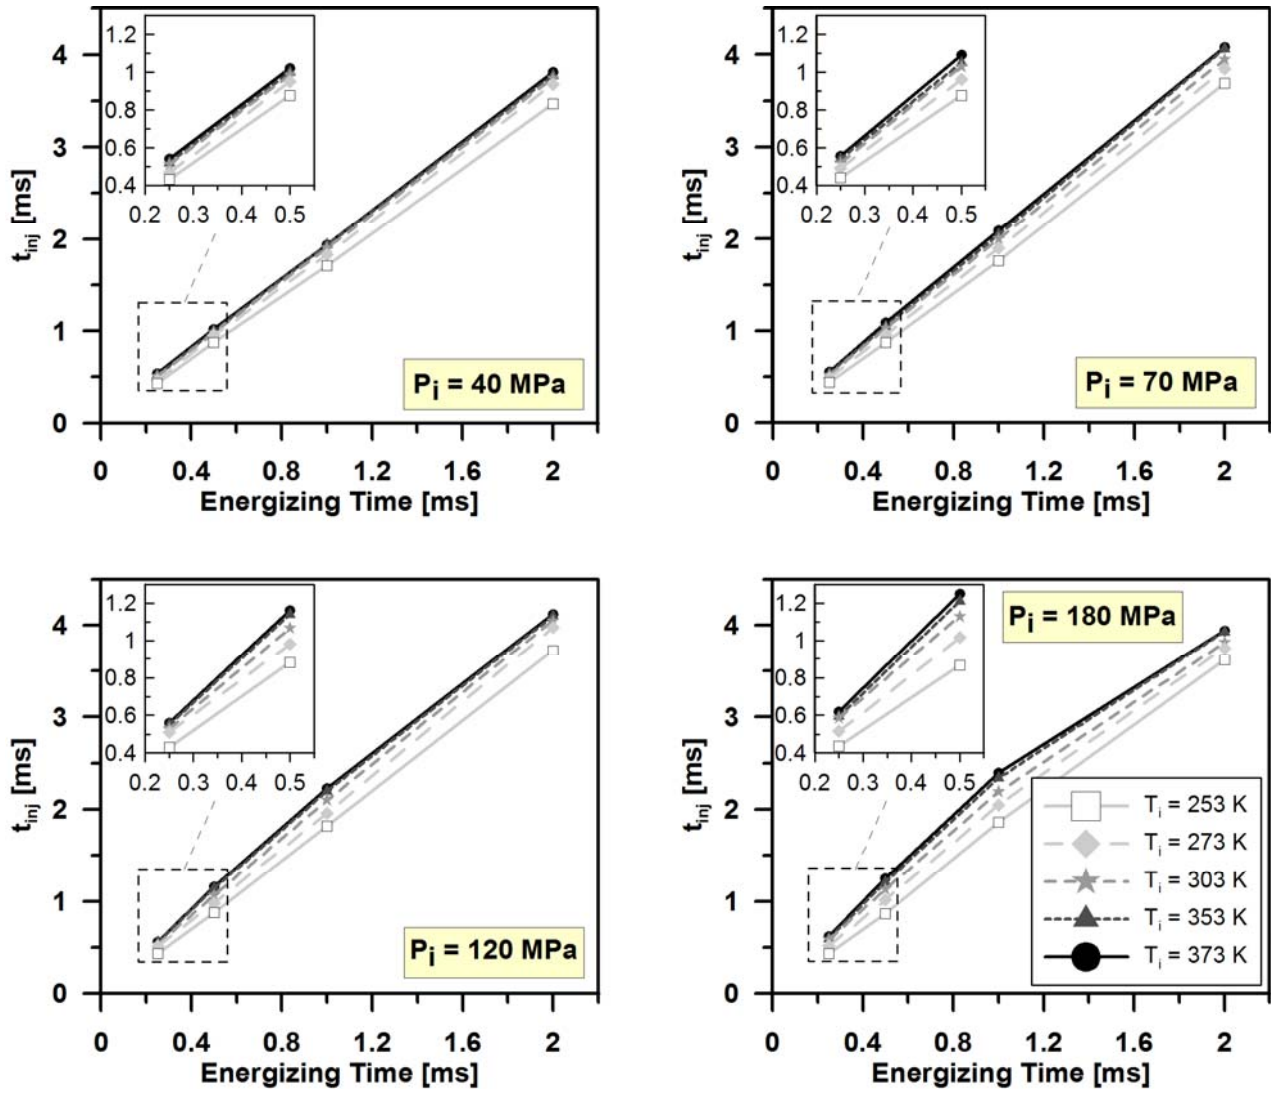 4
3
2
1
0
t_inj [ms]
1.2
1
0.8
0.6
0.4
0.2 0.3 0.4 0.5
P_i = 40 MPa
0 0.4 0.8 1.2 1.6 2
Energizing Time [ms]
4
3
2
1
0
t_inj [ms]
1.2
1
0.8
0.6
0.4
0.2 0.3 0.4 0.5
P_i = 70 MPa
0 0.4 0.8 1.2 1.6 2
Energizing Time [ms]
4
3
2
1
0
t_inj [ms]
1.2
1
0.8
0.6
0.4
0.2 0.3 0.4 0.5
P_i = 120 MPa
0 0.4 0.8 1.2 1.6 2
Energizing Time [ms]
4
3
2
1
0
t_inj [ms]
1.2
1
0.8
0.6
0.4
0.2 0.3 0.4 0.5
P_i = 180 MPa
T_i = 253 K
T_i = 273 K
T_i = 303 K
T_i = 353 K
T_i = 373 K
0 0.4 0.8 1.2 1.6 2
Energizing Time [ms]